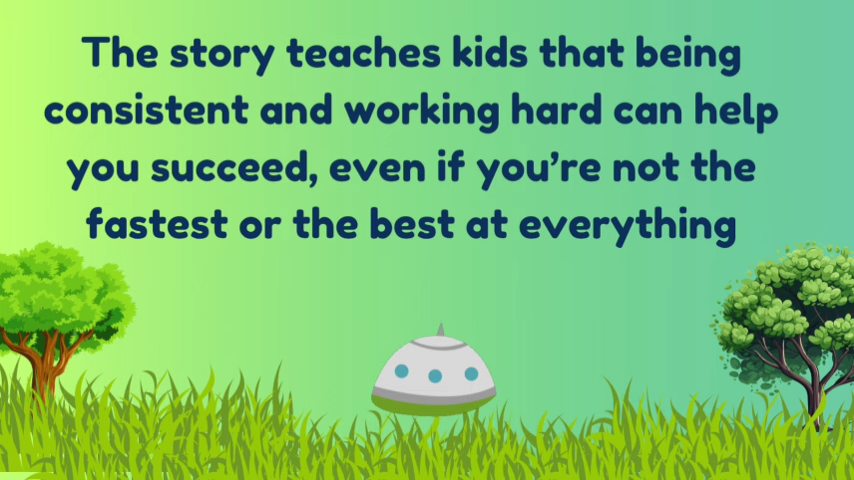 The story teaches kids that being
consistent and working hard can help
you succeed, even if you’re not the
fastest or the best at everything